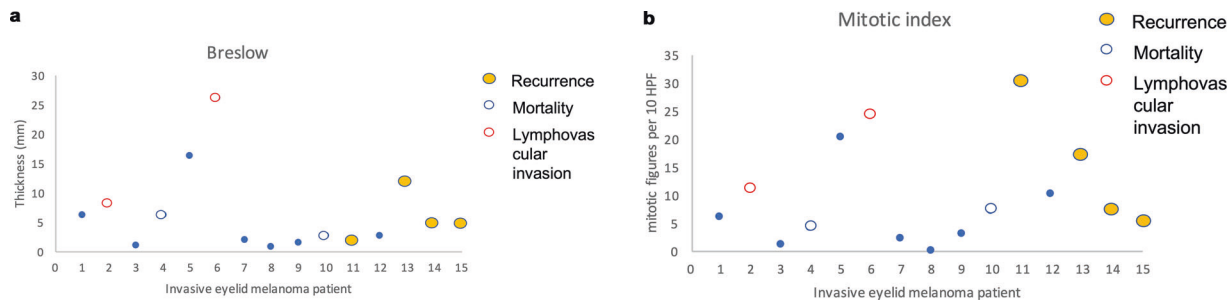 a
Breslow
Thickness (mm)
30
25
20
15
10
5
0
0 1 2 3 4 5 6 7 8 9 10 11 12 13 14 15
Invasive eyelid melanoma patient
Recurrence
Mortality
Lymphovas
cular
invasion
b
Mitotic index
mitotic figures per 10 HPF
35
30
25
20
15
10
5
0
0 1 2 3 4 5 6 7 8 9 10 11 12 13 14 15
Invasive eyelid melanoma patient
Recurrence
Mortality
Lymphovas
cular
invasion